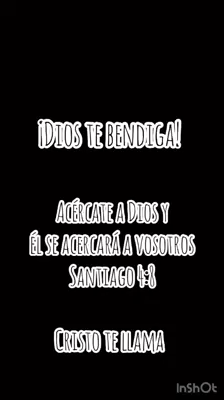 ¡Dios te bendiga!
Acércate a Dios y
él se acercará a vosotros
Santiago 4:8
Cristo te llama
InShOt